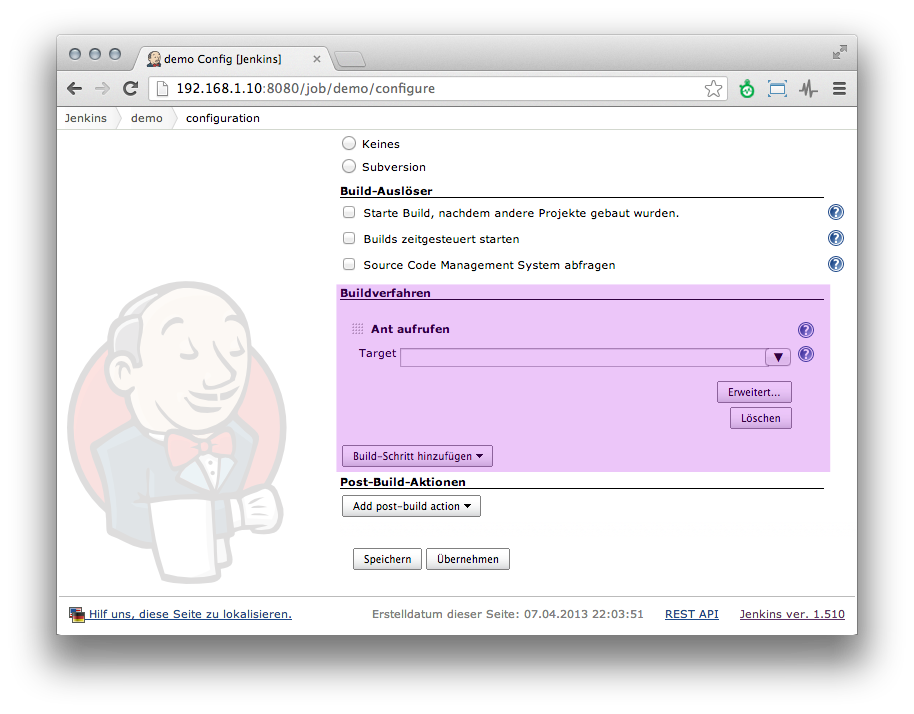 demo Config [Jenkins]
192.168.1.10:8080/job/demo/configure
Jenkins demo configuration
Keines
Subversion
Build-Auslöser
Starte Build, nachdem andere Projekte gebaut wurden.
Builds zeitgesteuert starten
Source Code Management System abfragen
Buildverfahren
Ant aufrufen
Target
Erweitert...
Löschen
Build-Schritt hinzufügen
Post-Build-Aktionen
Add post-build action
Speichern Übernehmen
Hilf uns, diese Seite zu lokalisieren. Erstelldatum dieser Seite: 07.04.2013 22:03:51 REST API Jenkins ver. 1.510